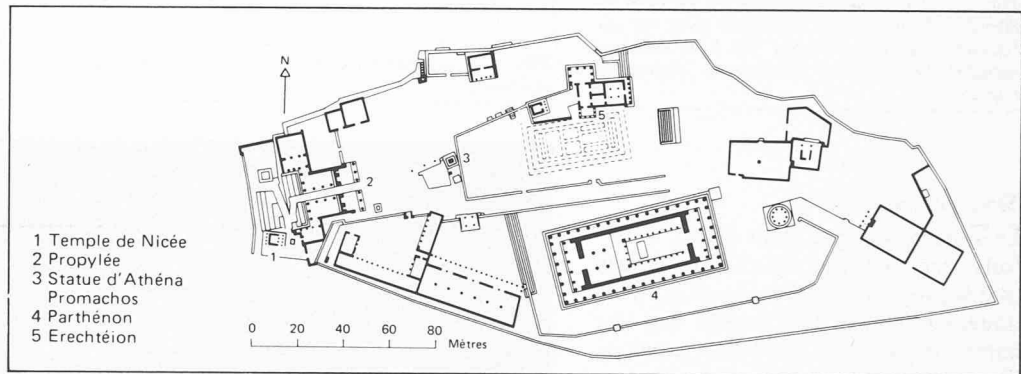 N
1 Temple de Nicée
2 Propylée
3 Statue d'Athéna
Promachos
4 Parthénon
5 Erechtéion
0 20 40 60 80 Mètres
1
2
3
4
5